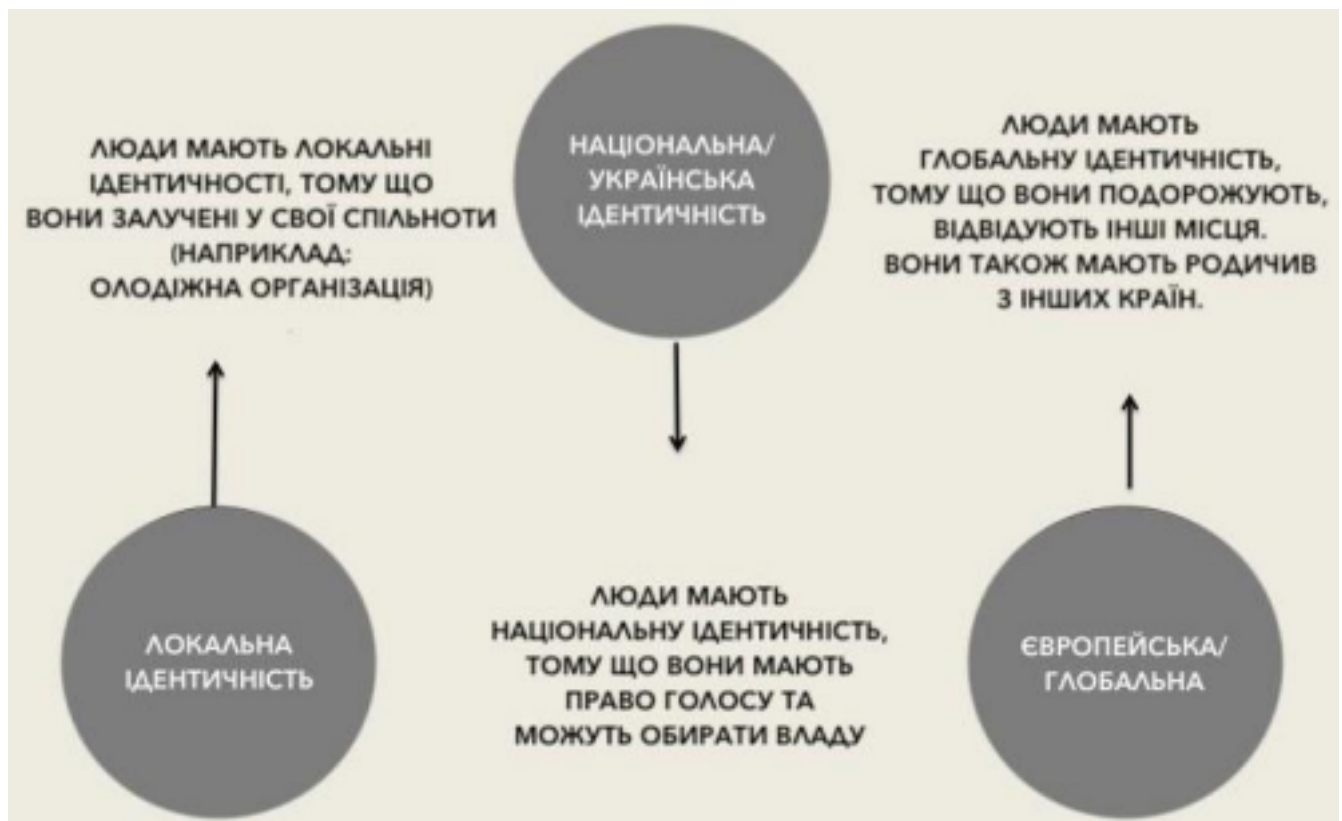 ЛЮДИ МАЮТЬ ЛОКАЛЬНІ
ІДЕНТИЧНОСТІ, ТОМУ ЩО
ВОНИ ЗАЛУЧЕНІ У СВОЇ СПІЛЬНОТИ
(НАПРИКЛАД:
ОЛОДІЖНА ОРГАНІЗАЦІЯ)
НАЦІОНАЛЬНА/
УКРАЇНСЬКА
ІДЕНТИЧНІСТЬ
ЛЮДИ МАЮТЬ
ГЛОБАЛЬНУ ІДЕНТИЧНІСТЬ,
ТОМУ ЩО ВОНИ ПОДОРОЖУЮТЬ,
ВІДВІДУЮТЬ ІНШІ МІСЦЯ.
ВОНИ ТАКОЖ МАЮТЬ РОДИЧИВ
З ІНШИХ КРАЇН.
ЛОКАЛЬНА
ІДЕНТИЧНІСТЬ
ЛЮДИ МАЮТЬ
НАЦІОНАЛЬНУ ІДЕНТИЧНІСТЬ,
ТОМУ ЩО ВОНИ МАЮТЬ
ПРАВО ГОЛОСУ ТА
МОЖУТЬ ОБИРАТИ ВЛАДУ
ЄВРОПЕЙСЬКА/
ГЛОБАЛЬНА